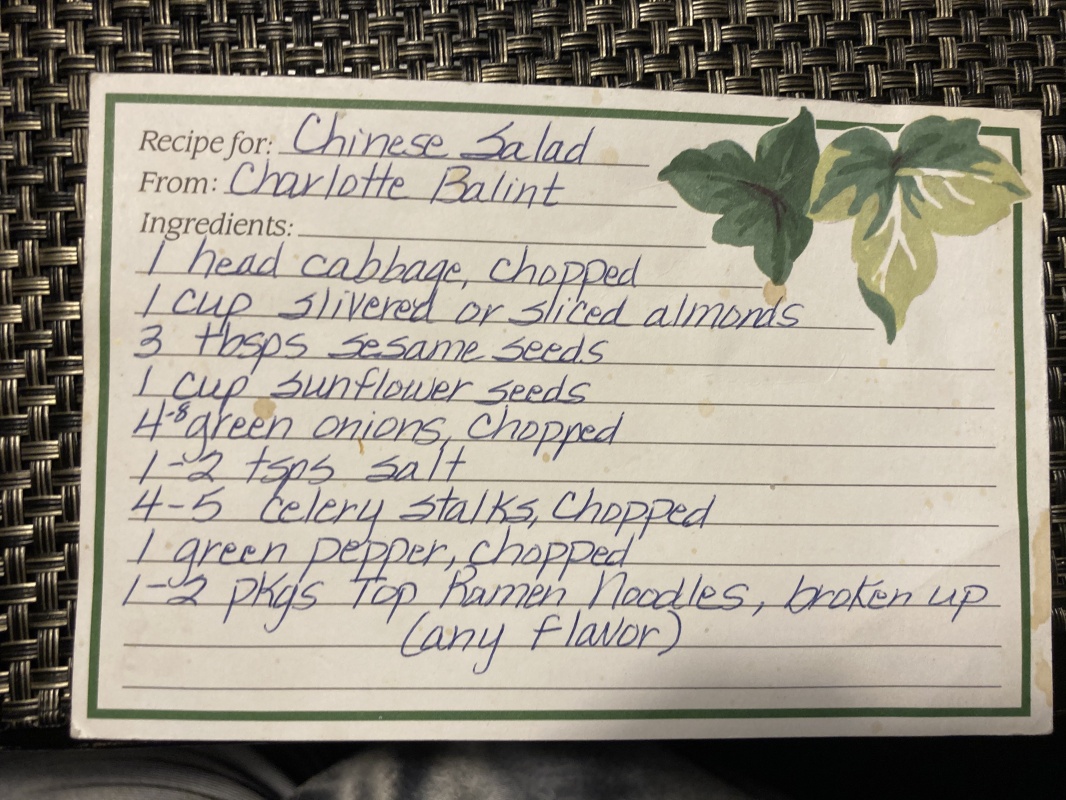 Recipe for: Chinese Salad
From: Charlotte Balint
Ingredients:
1 head cabbage, chopped
1 cup slivered or sliced almonds
3 tbsps sesame seeds
1 cup sunflower seeds
4-8 green onions, chopped
1-2 tsps salt
4-5 celery stalks, chopped
1 green pepper, chopped
1-2 pkgs Top Ramen Noodles, broken up
(any flavor)